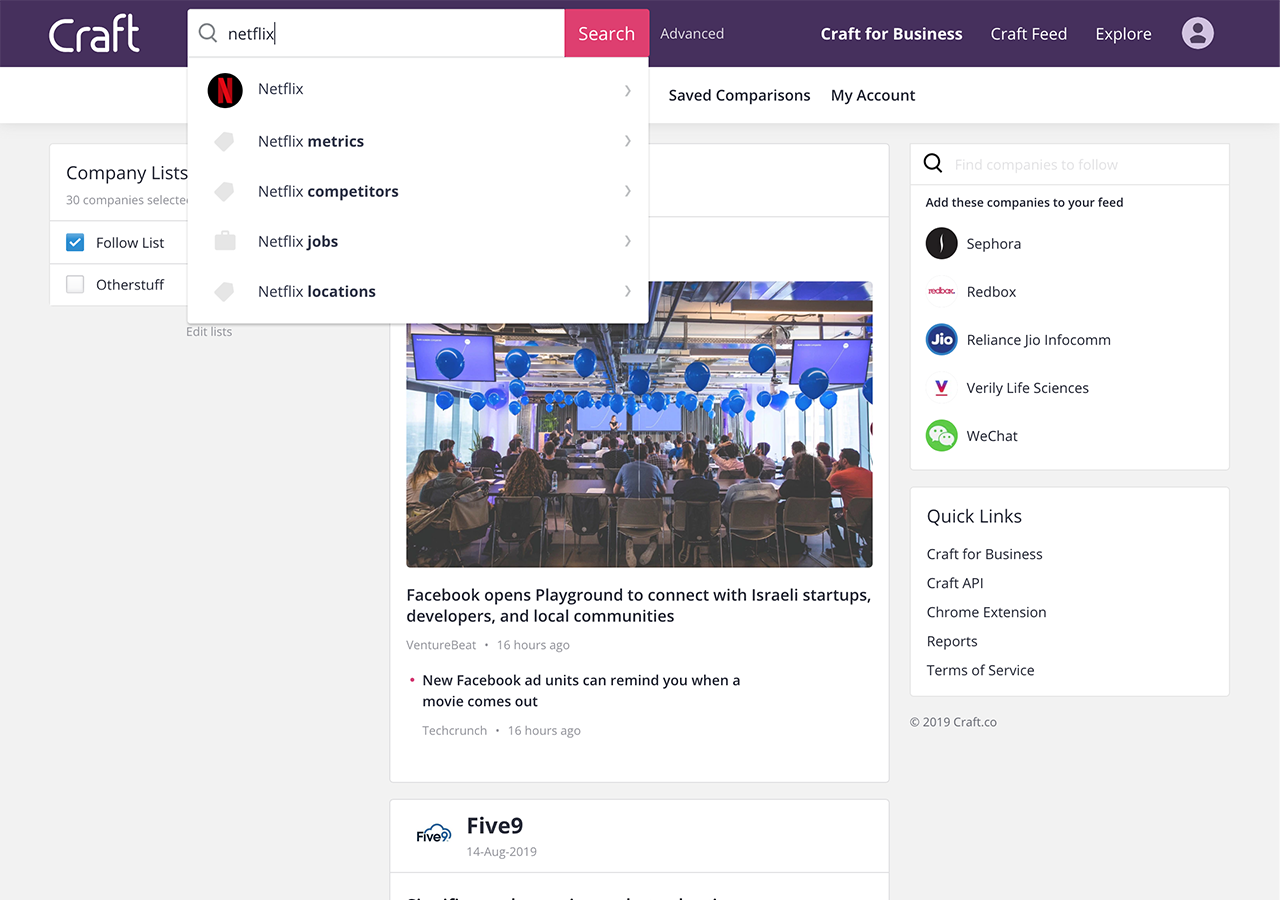 Craft
netflix
Search
Advanced
Craft for Business
Craft Feed
Explore
Netflix
Netflix metrics
Netflix competitors
Netflix jobs
Netflix locations
Saved Comparisons
My Account
Company Lists
30 companies selecte
Follow List
Otherstuff
Edit lists
Facebook opens Playground to connect with Israeli startups,
developers, and local communities
VentureBeat • 16 hours ago
• New Facebook ad units can remind you when a
movie comes out
Techcrunch • 16 hours ago
Five9
Five9
14-Aug-2019
Find companies to follow
Add these companies to your feed
Sephora
redbox.
Redbox
Jio
Reliance Jio Infocomm
Verily Life Sciences
WeChat
Quick Links
Craft for Business
Craft API
Chrome Extension
Reports
Terms of Service
© 2019 Craft.co